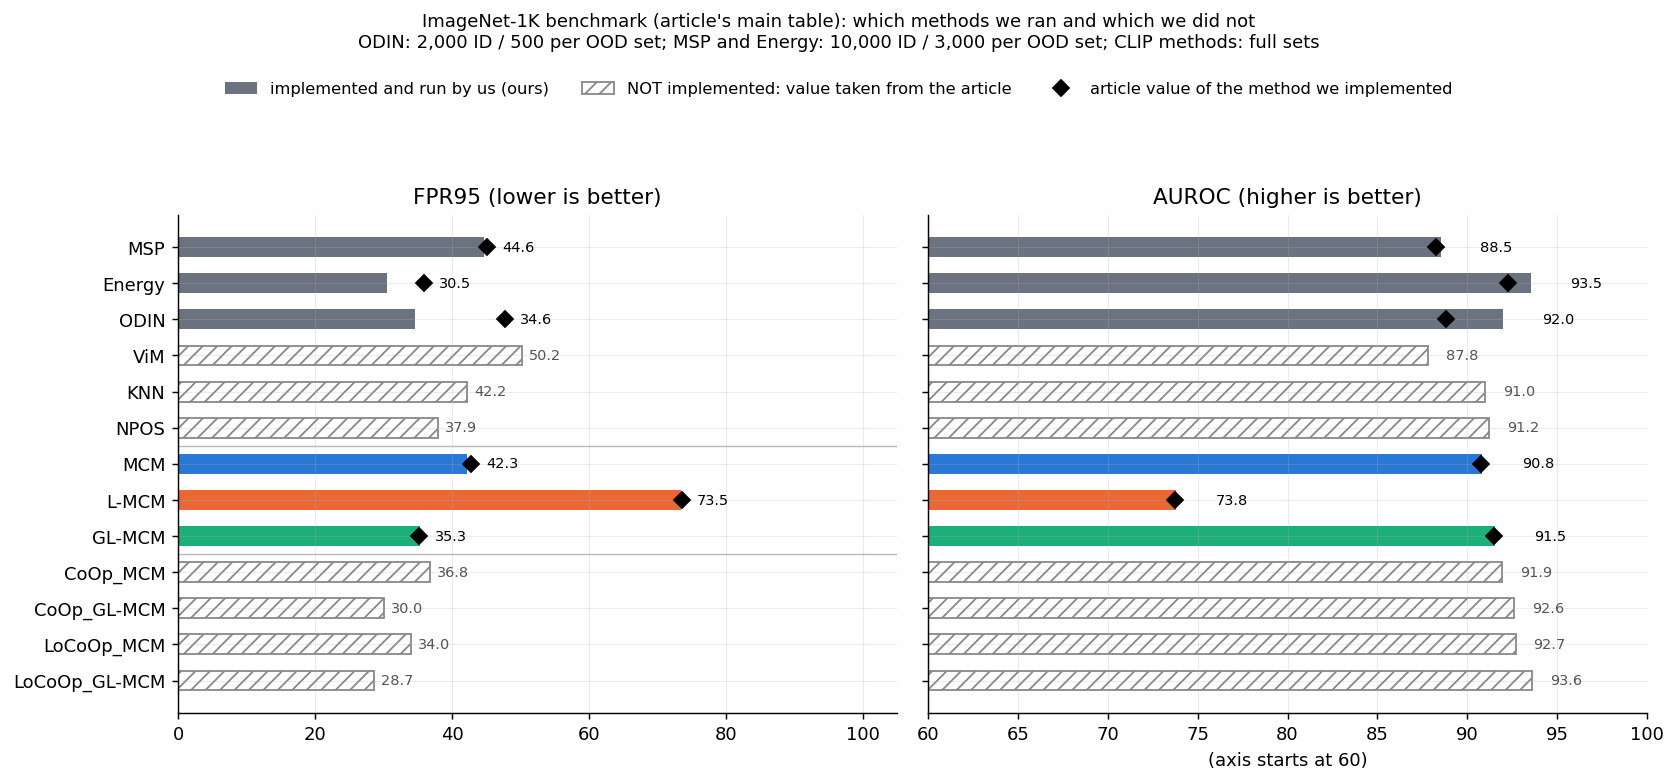 ImageNet-1K benchmark (article's main table): which methods we ran and which we did not
ODIN: 2,000 ID / 500 per OOD set; MSP and Energy: 10,000 ID / 3,000 per OOD set; CLIP methods: full sets
implemented and run by us (ours)
NOT implemented: value taken from the article
article value of the method we implemented
FPR95 (lower is better)
MSP
44.6
Energy
30.5
ODIN
34.6
ViM
50.2
KNN
42.2
NPOS
37.9
MCM
42.3
L-MCM
73.5
GL-MCM
35.3
CoOp_MCM
36.8
CoOp_GL-MCM
30.0
LoCoOp_MCM
34.0
LoCoOp_GL-MCM
28.7
0 20 40 60 80 100
AUROC (higher is better)
88.5
93.5
92.0
87.8
91.0
91.2
90.8
73.8
91.5
91.9
92.6
92.7
93.6
60 65 70 75 80 85 90 95 100
(axis starts at 60)